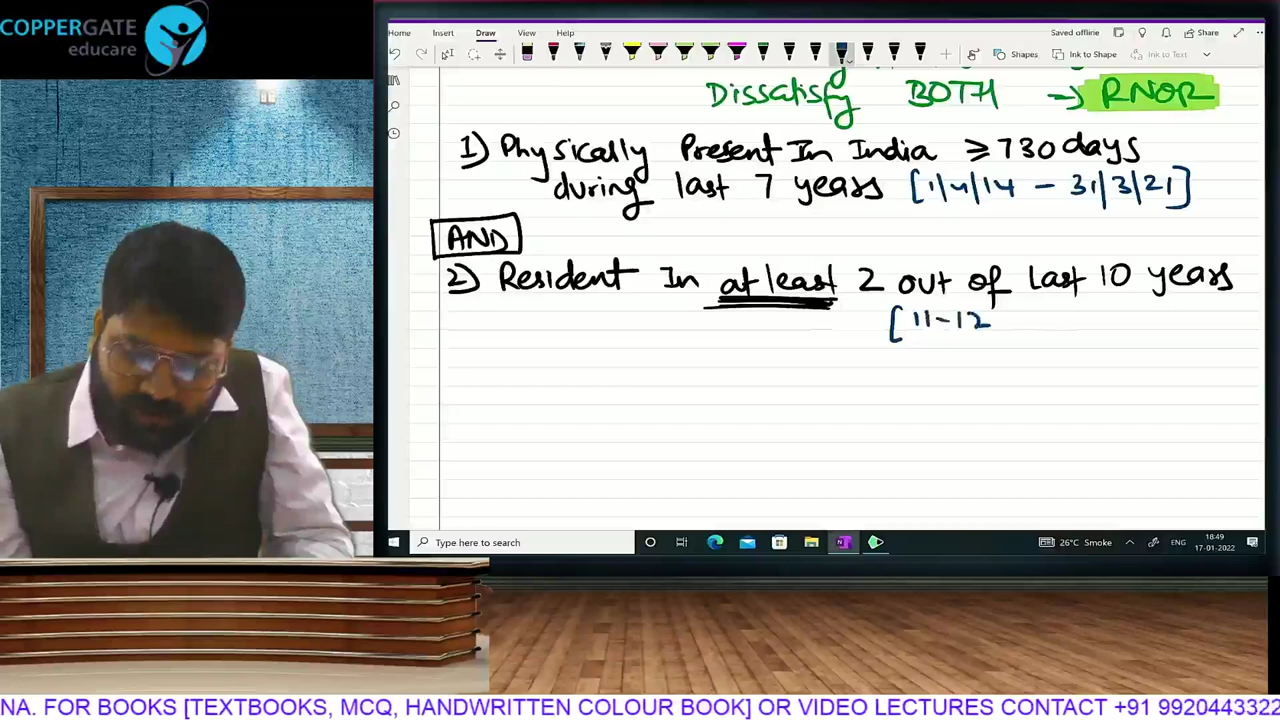 COPPERGATE
educare
Home Insert Draw View Help
Saved offline
Share
Shapes
Ink to Shape
Ink to Text
Dissatisfy BOTH → RNOR
1) Physically Present In India ≥ 730 days
during last 7 years [1/4/14 - 31/3/21]
AND
2) Resident In at least 2 out of last 10 years
[11-12
Type here to search
26°C Smoke
ENG
18:49
17-01-2022
NA. FOR BOOKS [TEXTBOOKS, MCQ, HANDWRITTEN COLOUR BOOK] OR VIDEO LECTURES CONTACT +91 9920443322